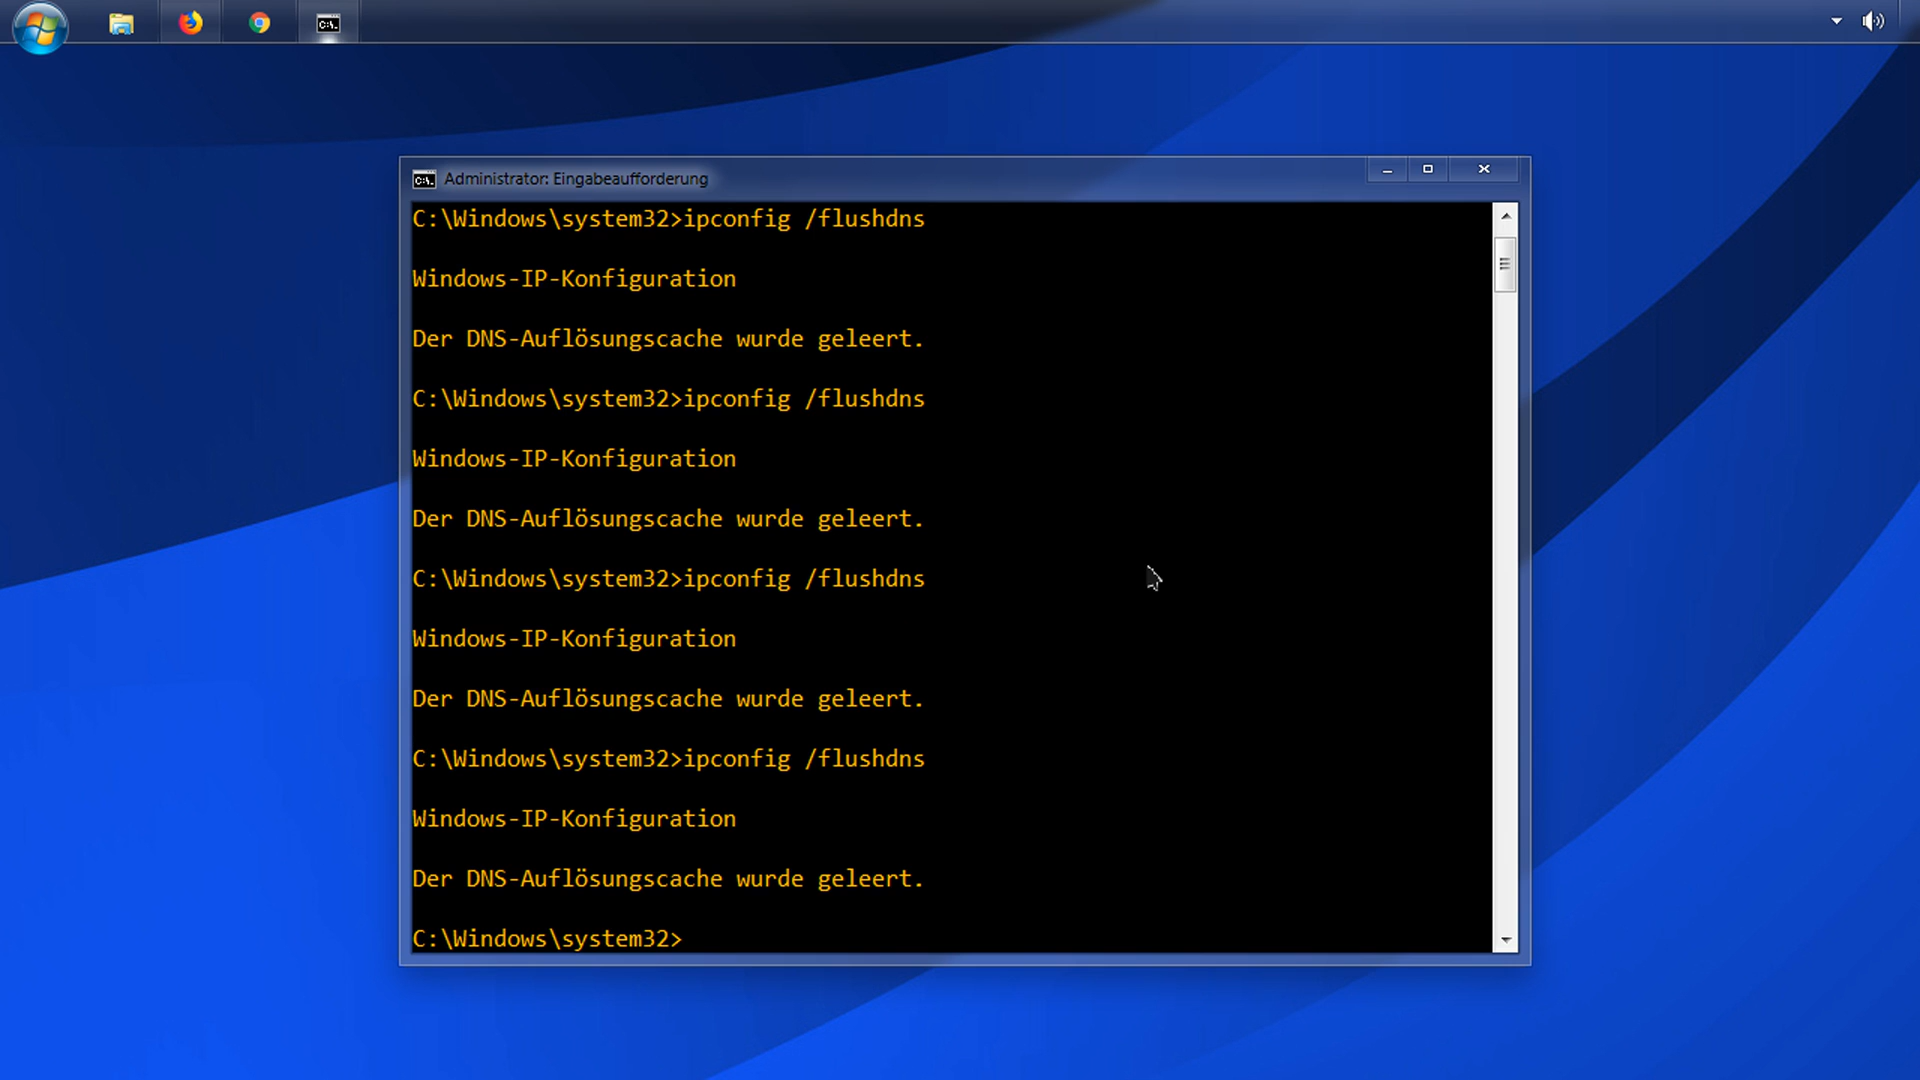 C:\.
C:\.
Administrator: Eingabeaufforderung
C:\Windows\system32>ipconfig /flushdns
Windows-IP-Konfiguration
Der DNS-Auflösungscache wurde geleert.
C:\Windows\system32>ipconfig /flushdns
Windows-IP-Konfiguration
Der DNS-Auflösungscache wurde geleert.
C:\Windows\system32>ipconfig /flushdns
Windows-IP-Konfiguration
Der DNS-Auflösungscache wurde geleert.
C:\Windows\system32>ipconfig /flushdns
Windows-IP-Konfiguration
Der DNS-Auflösungscache wurde geleert.
C:\Windows\system32>